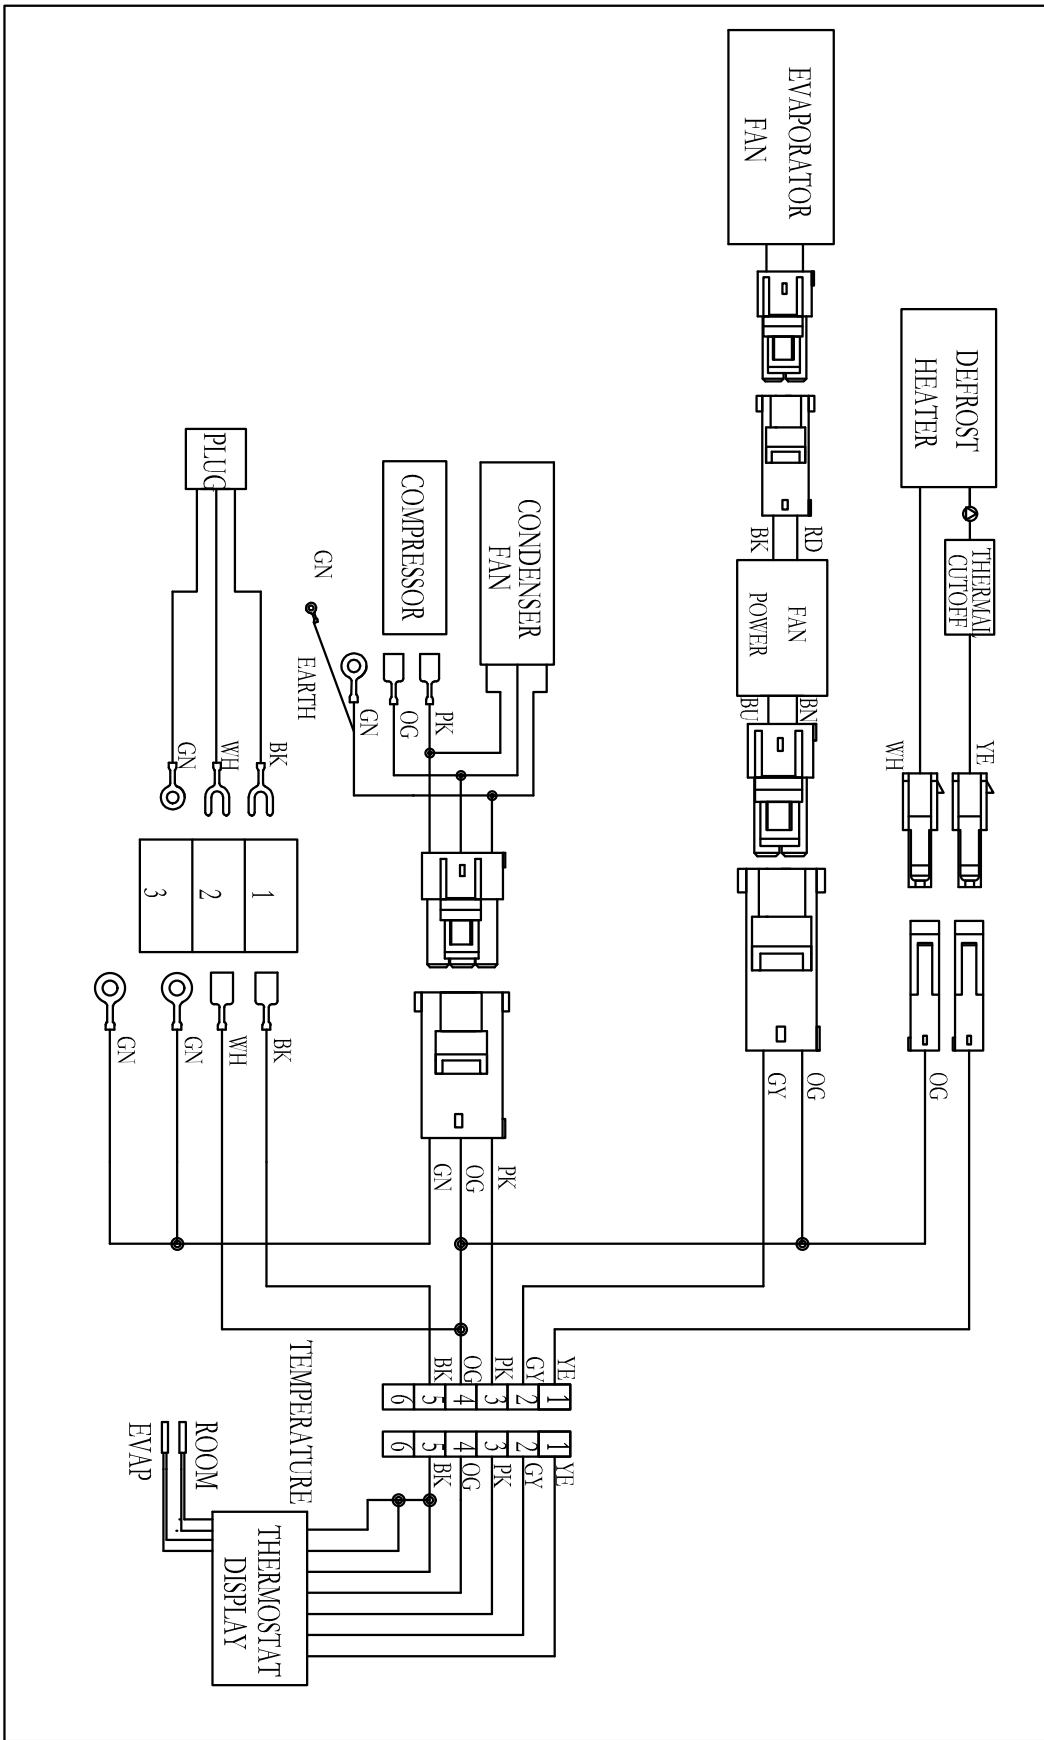 EVAPORATOR
FAN
DEFROST
HEATER
THERMAL
CUTOFF
RD
BK
FAN
POWER
BN
BU
YE
WH
CONDENSER
FAN
COMPRESSOR
PLUG
GN
EARTH
PK
OG
GN
BK
WH
GN
1
2
3
BK
WH
GN
GN
PK
OG
GN
OG
GY
OG
YE
GY
PK
OG
BK
1
2
3
4
5
6
1
2
3
4
5
6
YE
GY
PK
OG
BK
TEMPERATURE
ROOM
EVAP
THERMOSTAT
DISPLAY